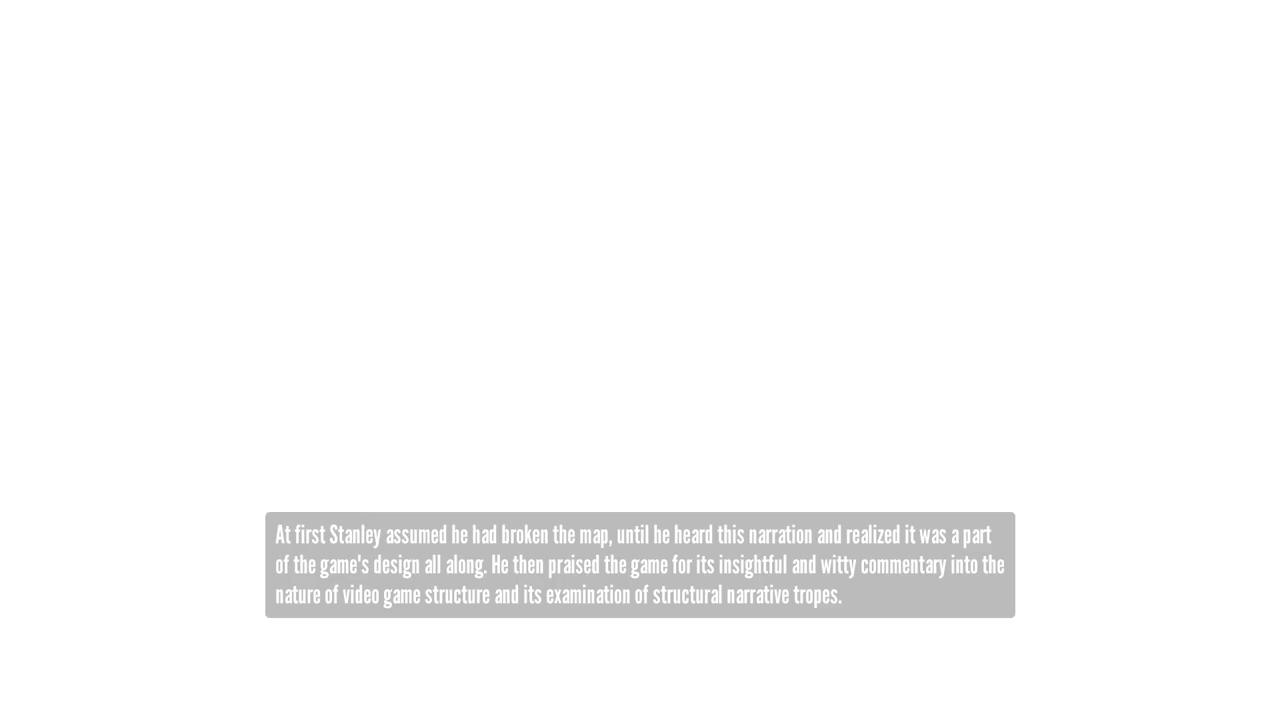 At first Stanley assumed he had broken the map, until he heard this narration and realized it was a part
of the game's design all along. He then praised the game for its insightful and witty commentary into the
nature of video game structure and its examination of structural narrative tropes.